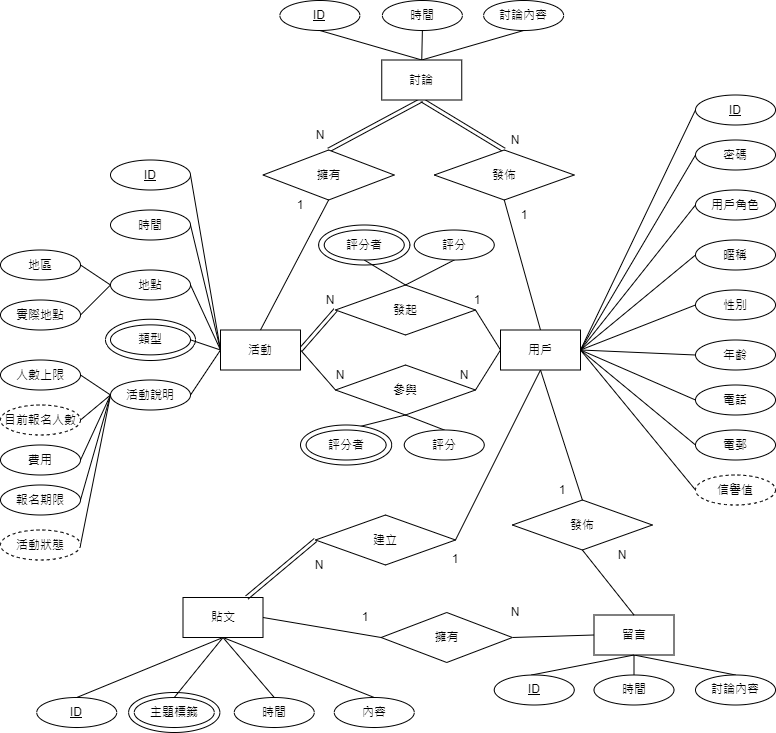 ID
時間
討論內容
討論
ID
N
N
密碼
ID
擁有
發佈
用戶角色
1
1
時間
評分者
評分
暱稱
地區
地點
N
1
性別
實際地點
發起
類型
活動
用戶
年齡
人數上限
N
N
活動說明
參與
電話
目前報名人數
評分者
評分
電郵
費用
信譽值
1
報名期限
發佈
活動狀態
建立
N
1
N
貼文
1
N
擁有
留言
ID
時間
討論內容
ID
主題標籤
時間
內容